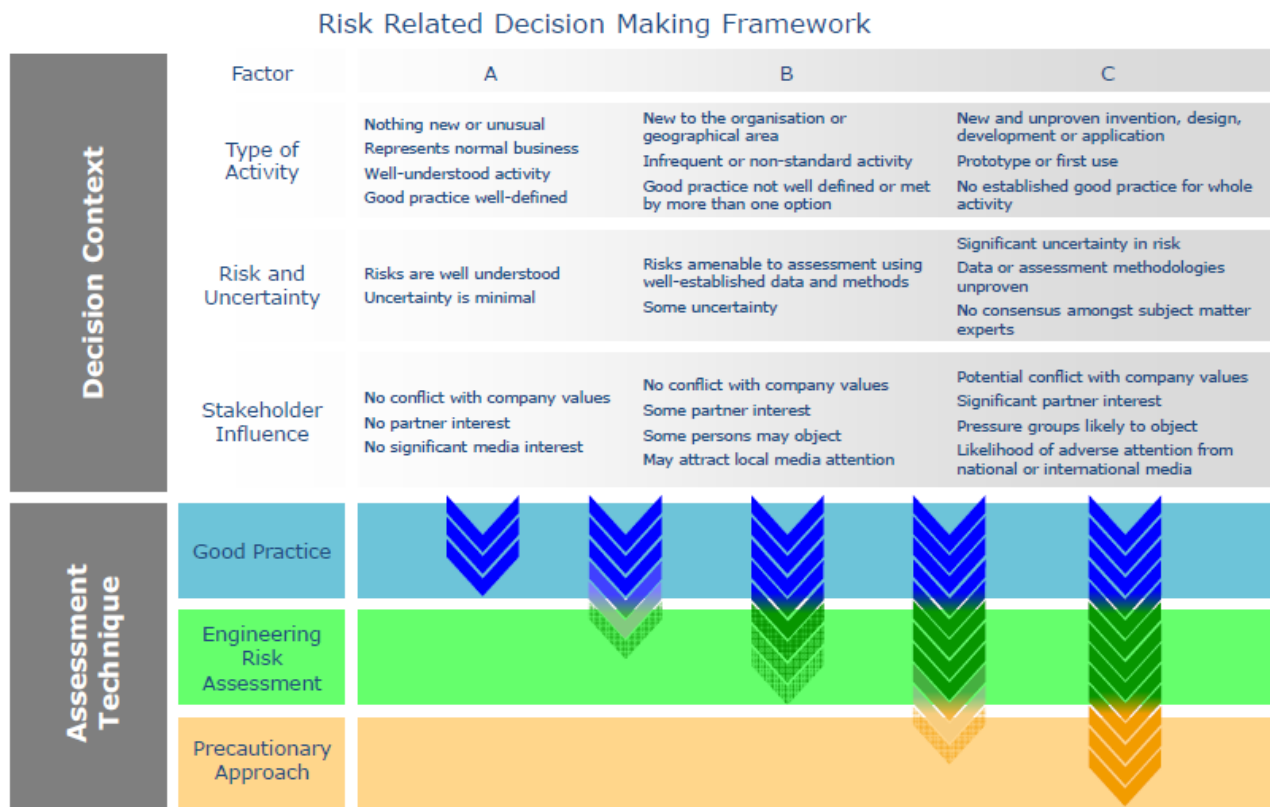 Risk Related Decision Making Framework
Decision Context
Factor
A
B
C
Type of
Activity
Nothing new or unusual
Represents normal business
Well-understood activity
Good practice well-defined
New to the organisation or
geographical area
Infrequent or non-standard activity
Good practice not well defined or met
by more than one option
New and unproven invention, design,
development or application
Prototype or first use
No established good practice for whole
activity
Risk and
Uncertainty
Risks are well understood
Uncertainty is minimal
Risks amenable to assessment using
well-established data and methods
Some uncertainty
Significant uncertainty in risk
Data or assessment methodologies
unproven
No consensus amongst subject matter
experts
Stakeholder
Influence
No conflict with company values
No partner interest
No significant media interest
No conflict with company values
Some partner interest
Some persons may object
May attract local media attention
Potential conflict with company values
Significant partner interest
Pressure groups likely to object
Likelihood of adverse attention from
national or international media
Assessment
Technique
Good Practice
Engineering
Risk
Assessment
Precautionary
Approach